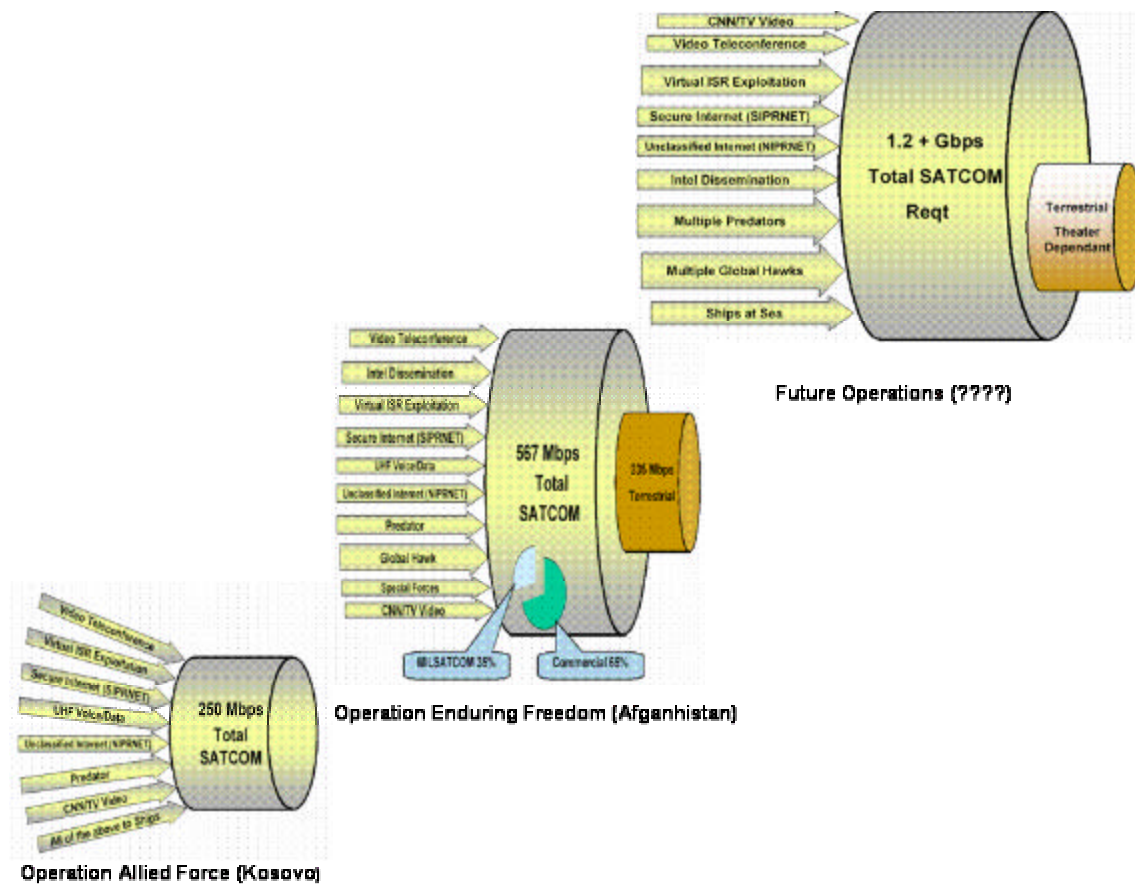 CNN/TV Video
Video Teleconference
Virtual ISR Exploitation
Secure Internet (SIPRNET)
Unclassified Internet (NIPRNET)
Intel Dissemination
Multiple Predators
Multiple Global Hawks
Ships at Sea
1.2 + Gbps
Total SATCOM
Reqt
Terrestrial
Theater
Dependant
Future Operations (????)
Video Teleconference
Intel Dissemination
Virtual ISR Exploitation
Secure Internet (SIPRNET)
UHF Voice/Data
Unclassified Internet (NIPRNET)
Predator
Global Hawk
Special Forces
CNN/TV Video
567 Mbps
Total
SATCOM
Mbps
Terrestrial
MILSATCOM 35%
Commercial 65%
Operation Enduring Freedom (Afganhistan)
Video Teleconference
Virtual ISR Exploitation
Secure Internet (SIPRNET)
UHF Voice/Data
Unclassified Internet (NIPRNET)
Predator
CNN/TV Video
All of the above to Ships
250 Mbps
Total
SATCOM
Operation Allied Force (Kosovo)